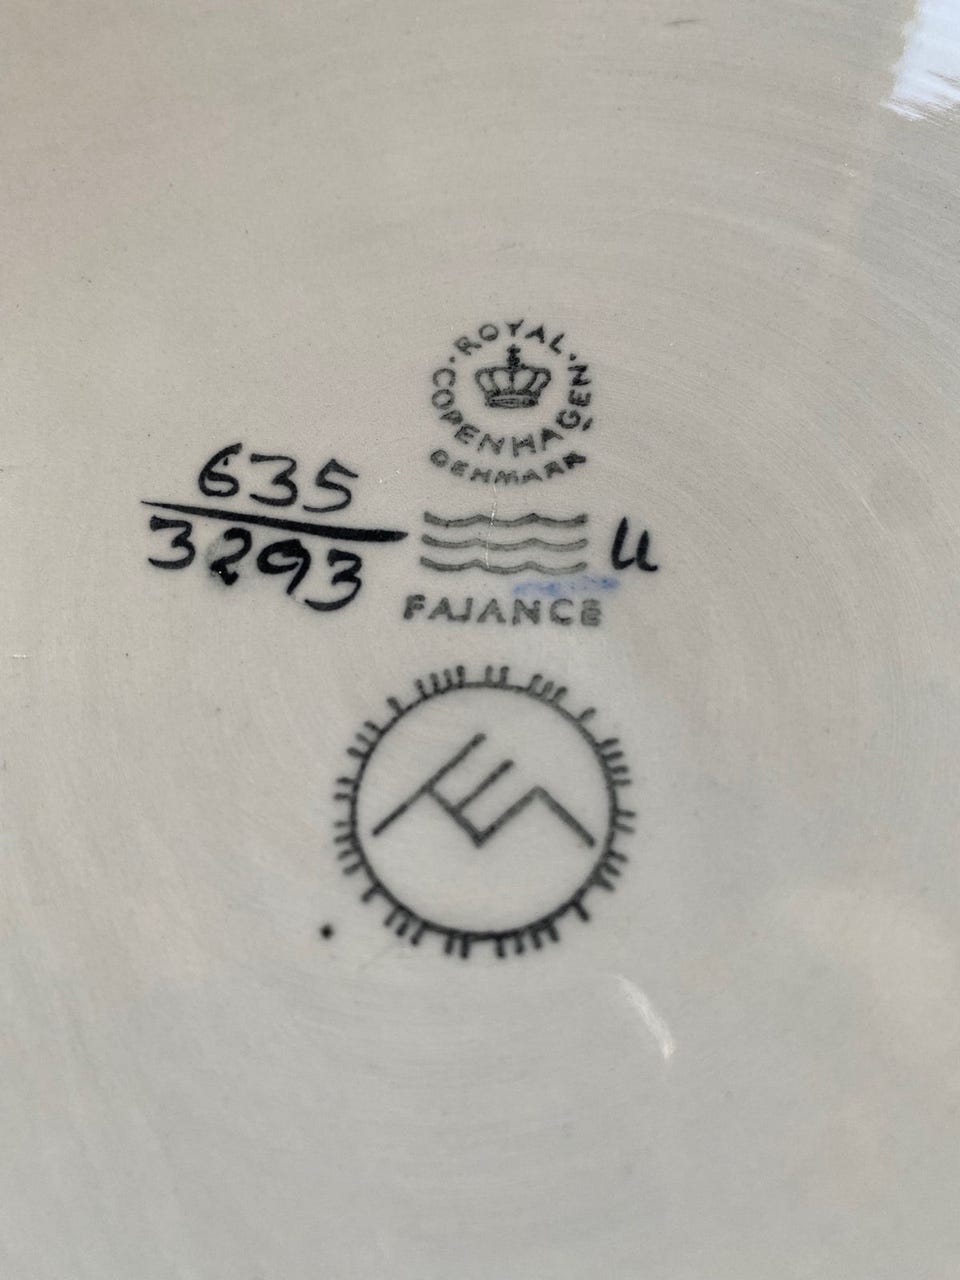 ROYAL
COPENHAGEN
DENMARK
635
3293
u
FAJANCE